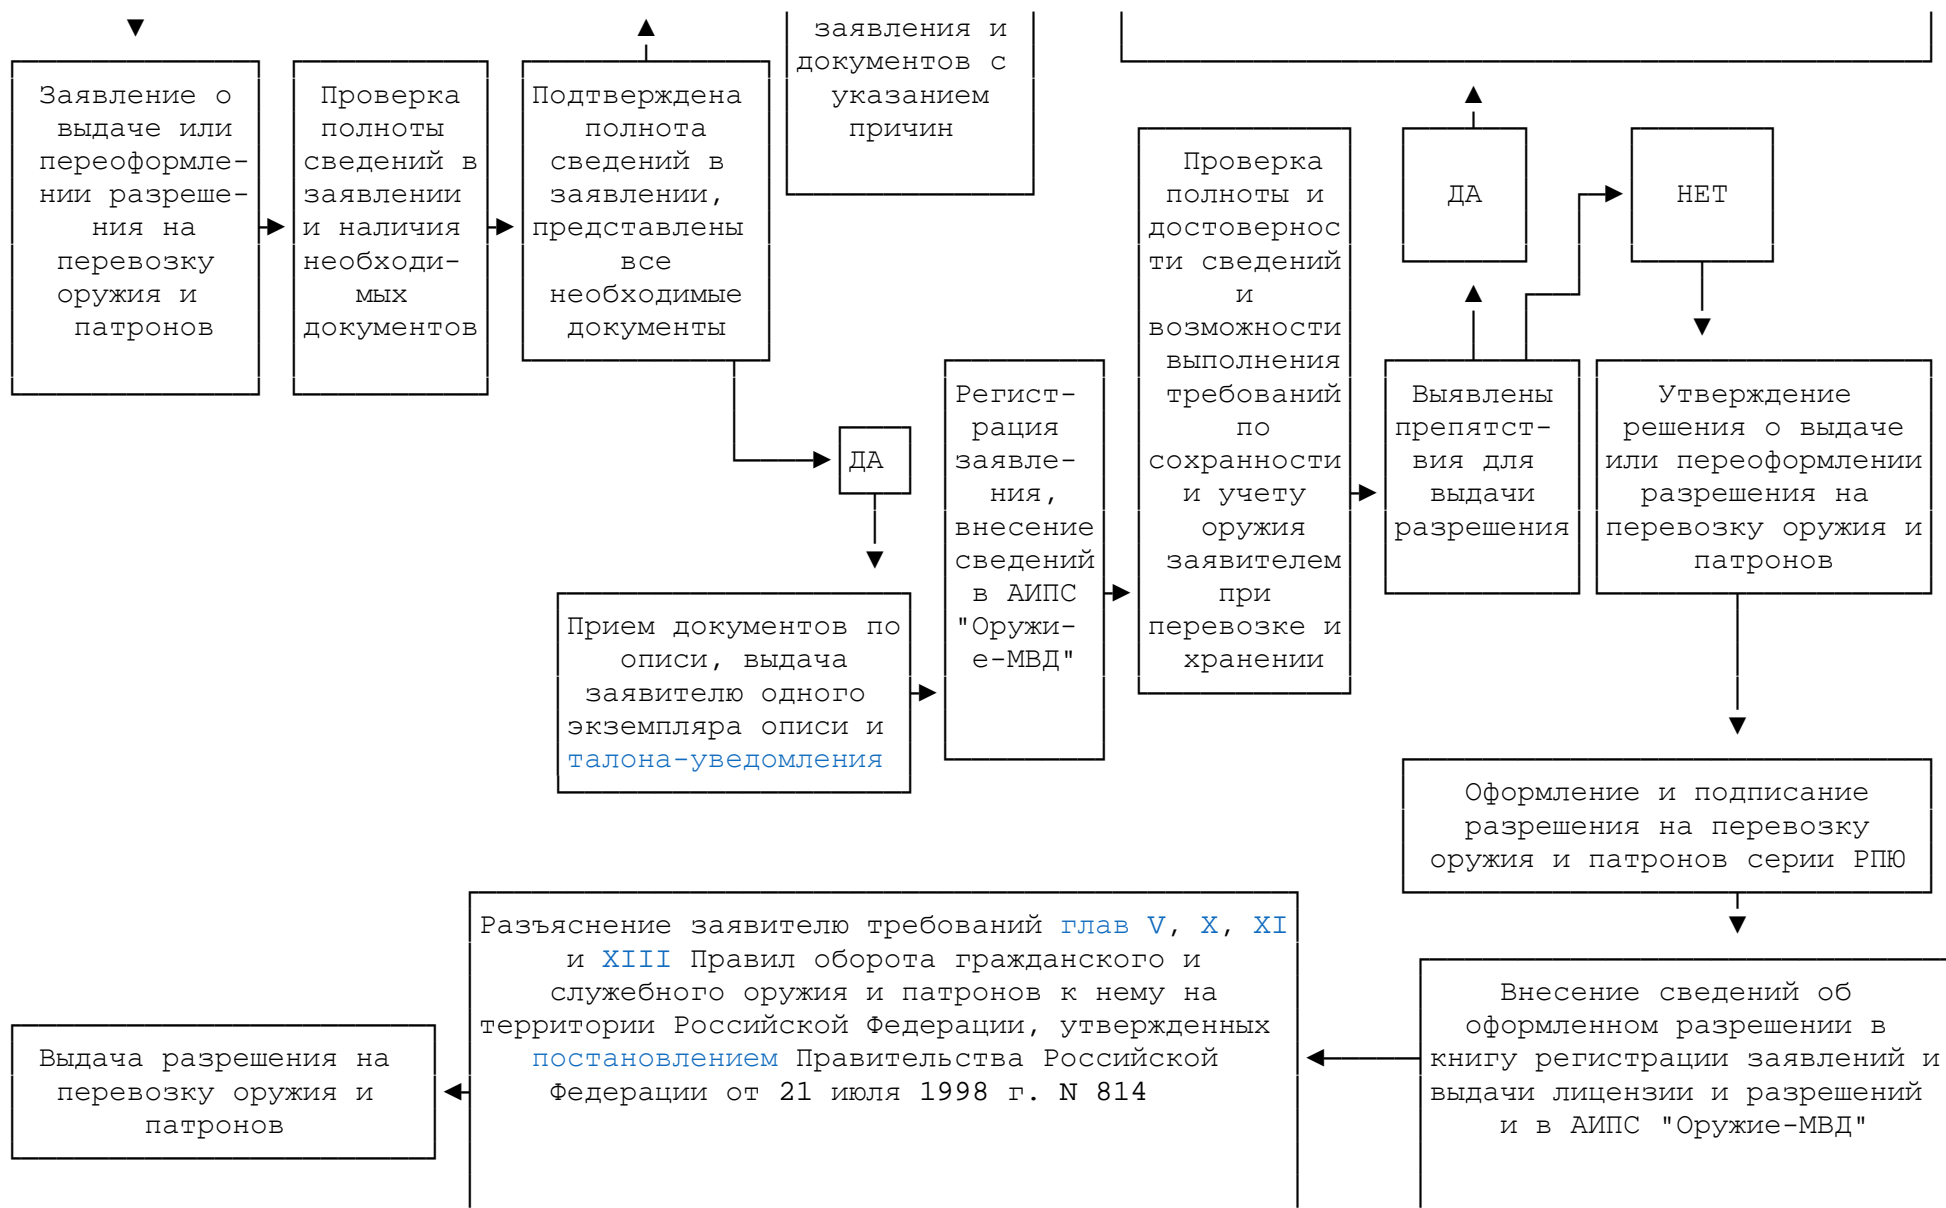 заявления и
документов с
указанием
причин
Заявление о
выдаче или
переоформле-
нии разреше-
ния на
перевозку
оружия и
патронов
Проверка
полноты
сведений в
заявлении
и наличия
необходи-
мых
документов
Подтверждена
полнота
сведений в
заявлении,
представлены
все
необходимые
документы
ДА
Прием документов по
описи, выдача
заявителю одного
экземпляра описи и
талона-уведомления
Регист-
рация
заявле-
ния,
внесение
сведений
в АИПС
"Оружи-
е-МВД"
Проверка
полноты и
достовернос
ти сведений
и
возможности
выполнения
требований
по
сохранности
и учету
оружия
заявителем
при
перевозке и
хранении
Выявлены
препятст-
вия для
выдачи
разрешения
ДА
НЕТ
Утверждение
решения о выдаче
или переоформлении
разрешения на
перевозку оружия и
патронов
Оформление и подписание
разрешения на перевозку
оружия и патронов серии РПЮ
Внесение сведений об
оформленном разрешении в
книгу регистрации заявлений и
выдачи лицензии и разрешений
и в АИПС "Оружие-МВД"
Разъяснение заявителю требований глав V, X, XI
и XIII Правил оборота гражданского и
служебного оружия и патронов к нему на
территории Российской Федерации, утвержденных
постановлением Правительства Российской
Федерации от 21 июля 1998 г. N 814
Выдача разрешения на
перевозку оружия и
патронов